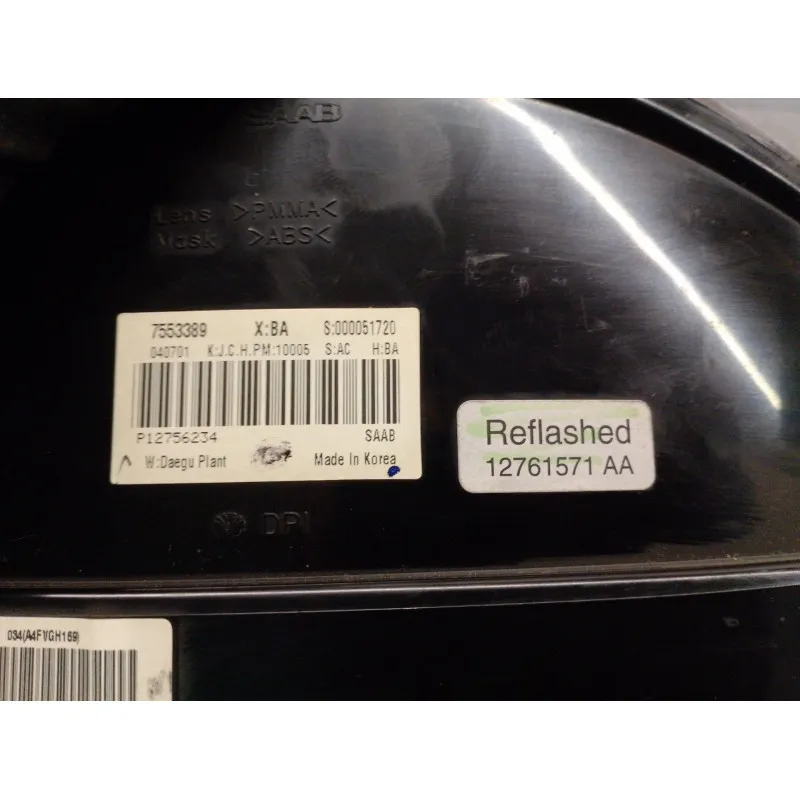 SAAB
Lens >PMMA<
Mask >ABS<
7553389 X:BA S:000051720
040701 K:J.C.H.PM:10005 S:AC H:BA
P12756234 SAAB
W:Daegu Plant Made In Korea
Reflashed
12761571 AA
DPI
034(A4FVGH169)